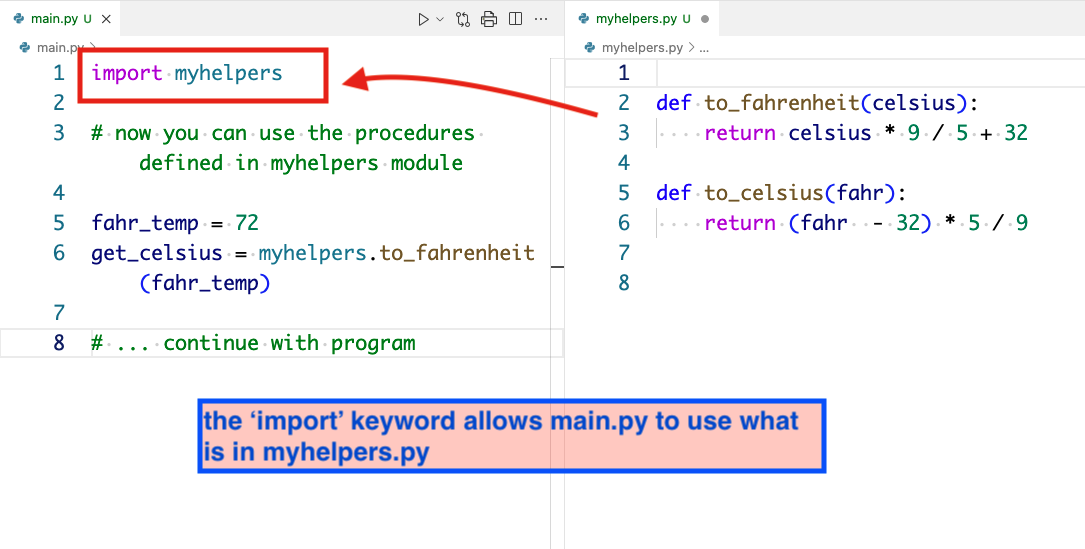 main.py U ×
main.py >
1 import myhelpers
2
3 # now you can use the procedures
defined in myhelpers module
4
5 fahr_temp = 72
6 get_celsius = myhelpers.to_fahrenheit
(fahr_temp)
7
8 # ... continue with program
myhelpers.py U ●
myhelpers.py > ...
1
2 def to_fahrenheit(celsius):
3 return celsius * 9 / 5 + 32
4
5 def to_celsius(fahr):
6 return (fahr  - 32) * 5 / 9
7
8
the ‘import’ keyword allows main.py to use what
is in myhelpers.py